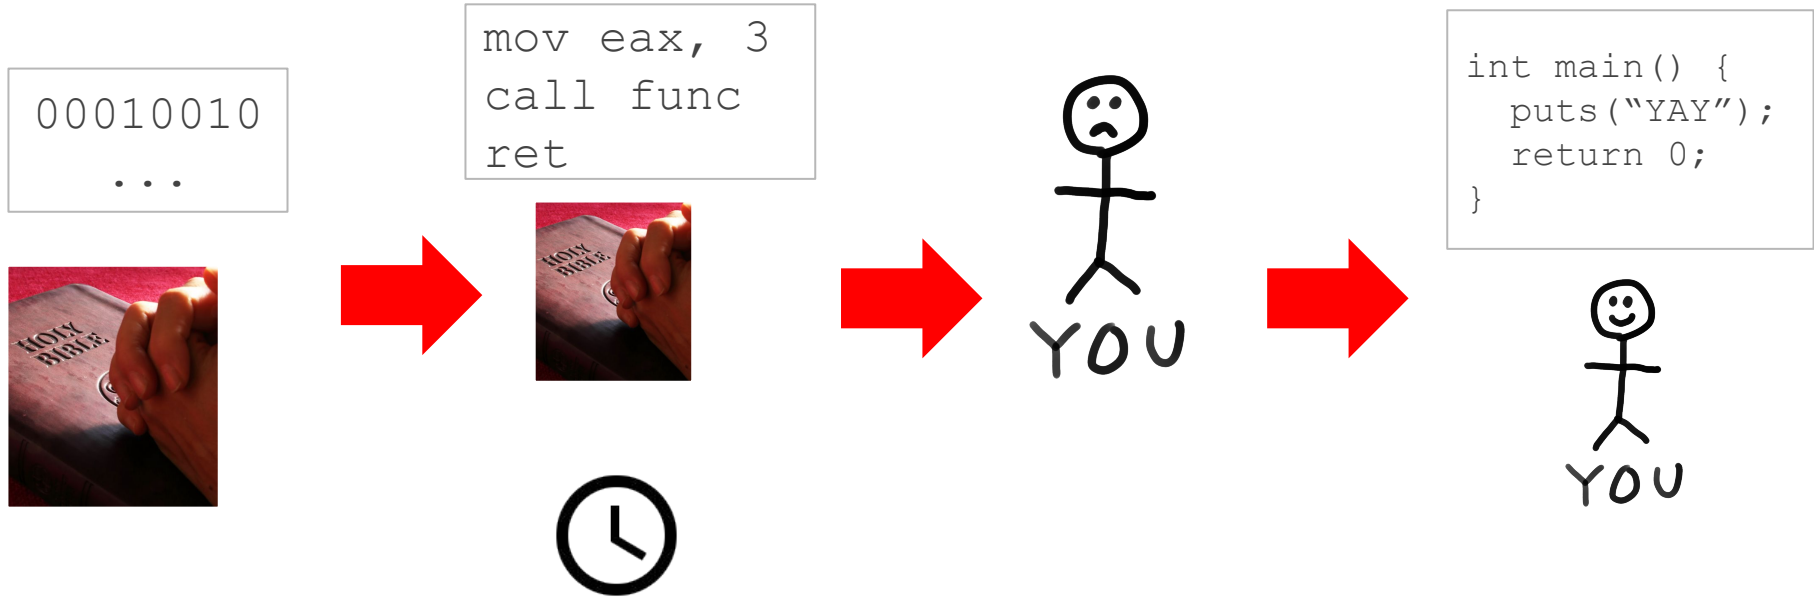 00010010
...
HOLY
BIBLE
mov eax, 3
call func
ret
HOLY
BIBLE
YOU
int main() {
puts(“YAY”);
return 0;
}
YOU